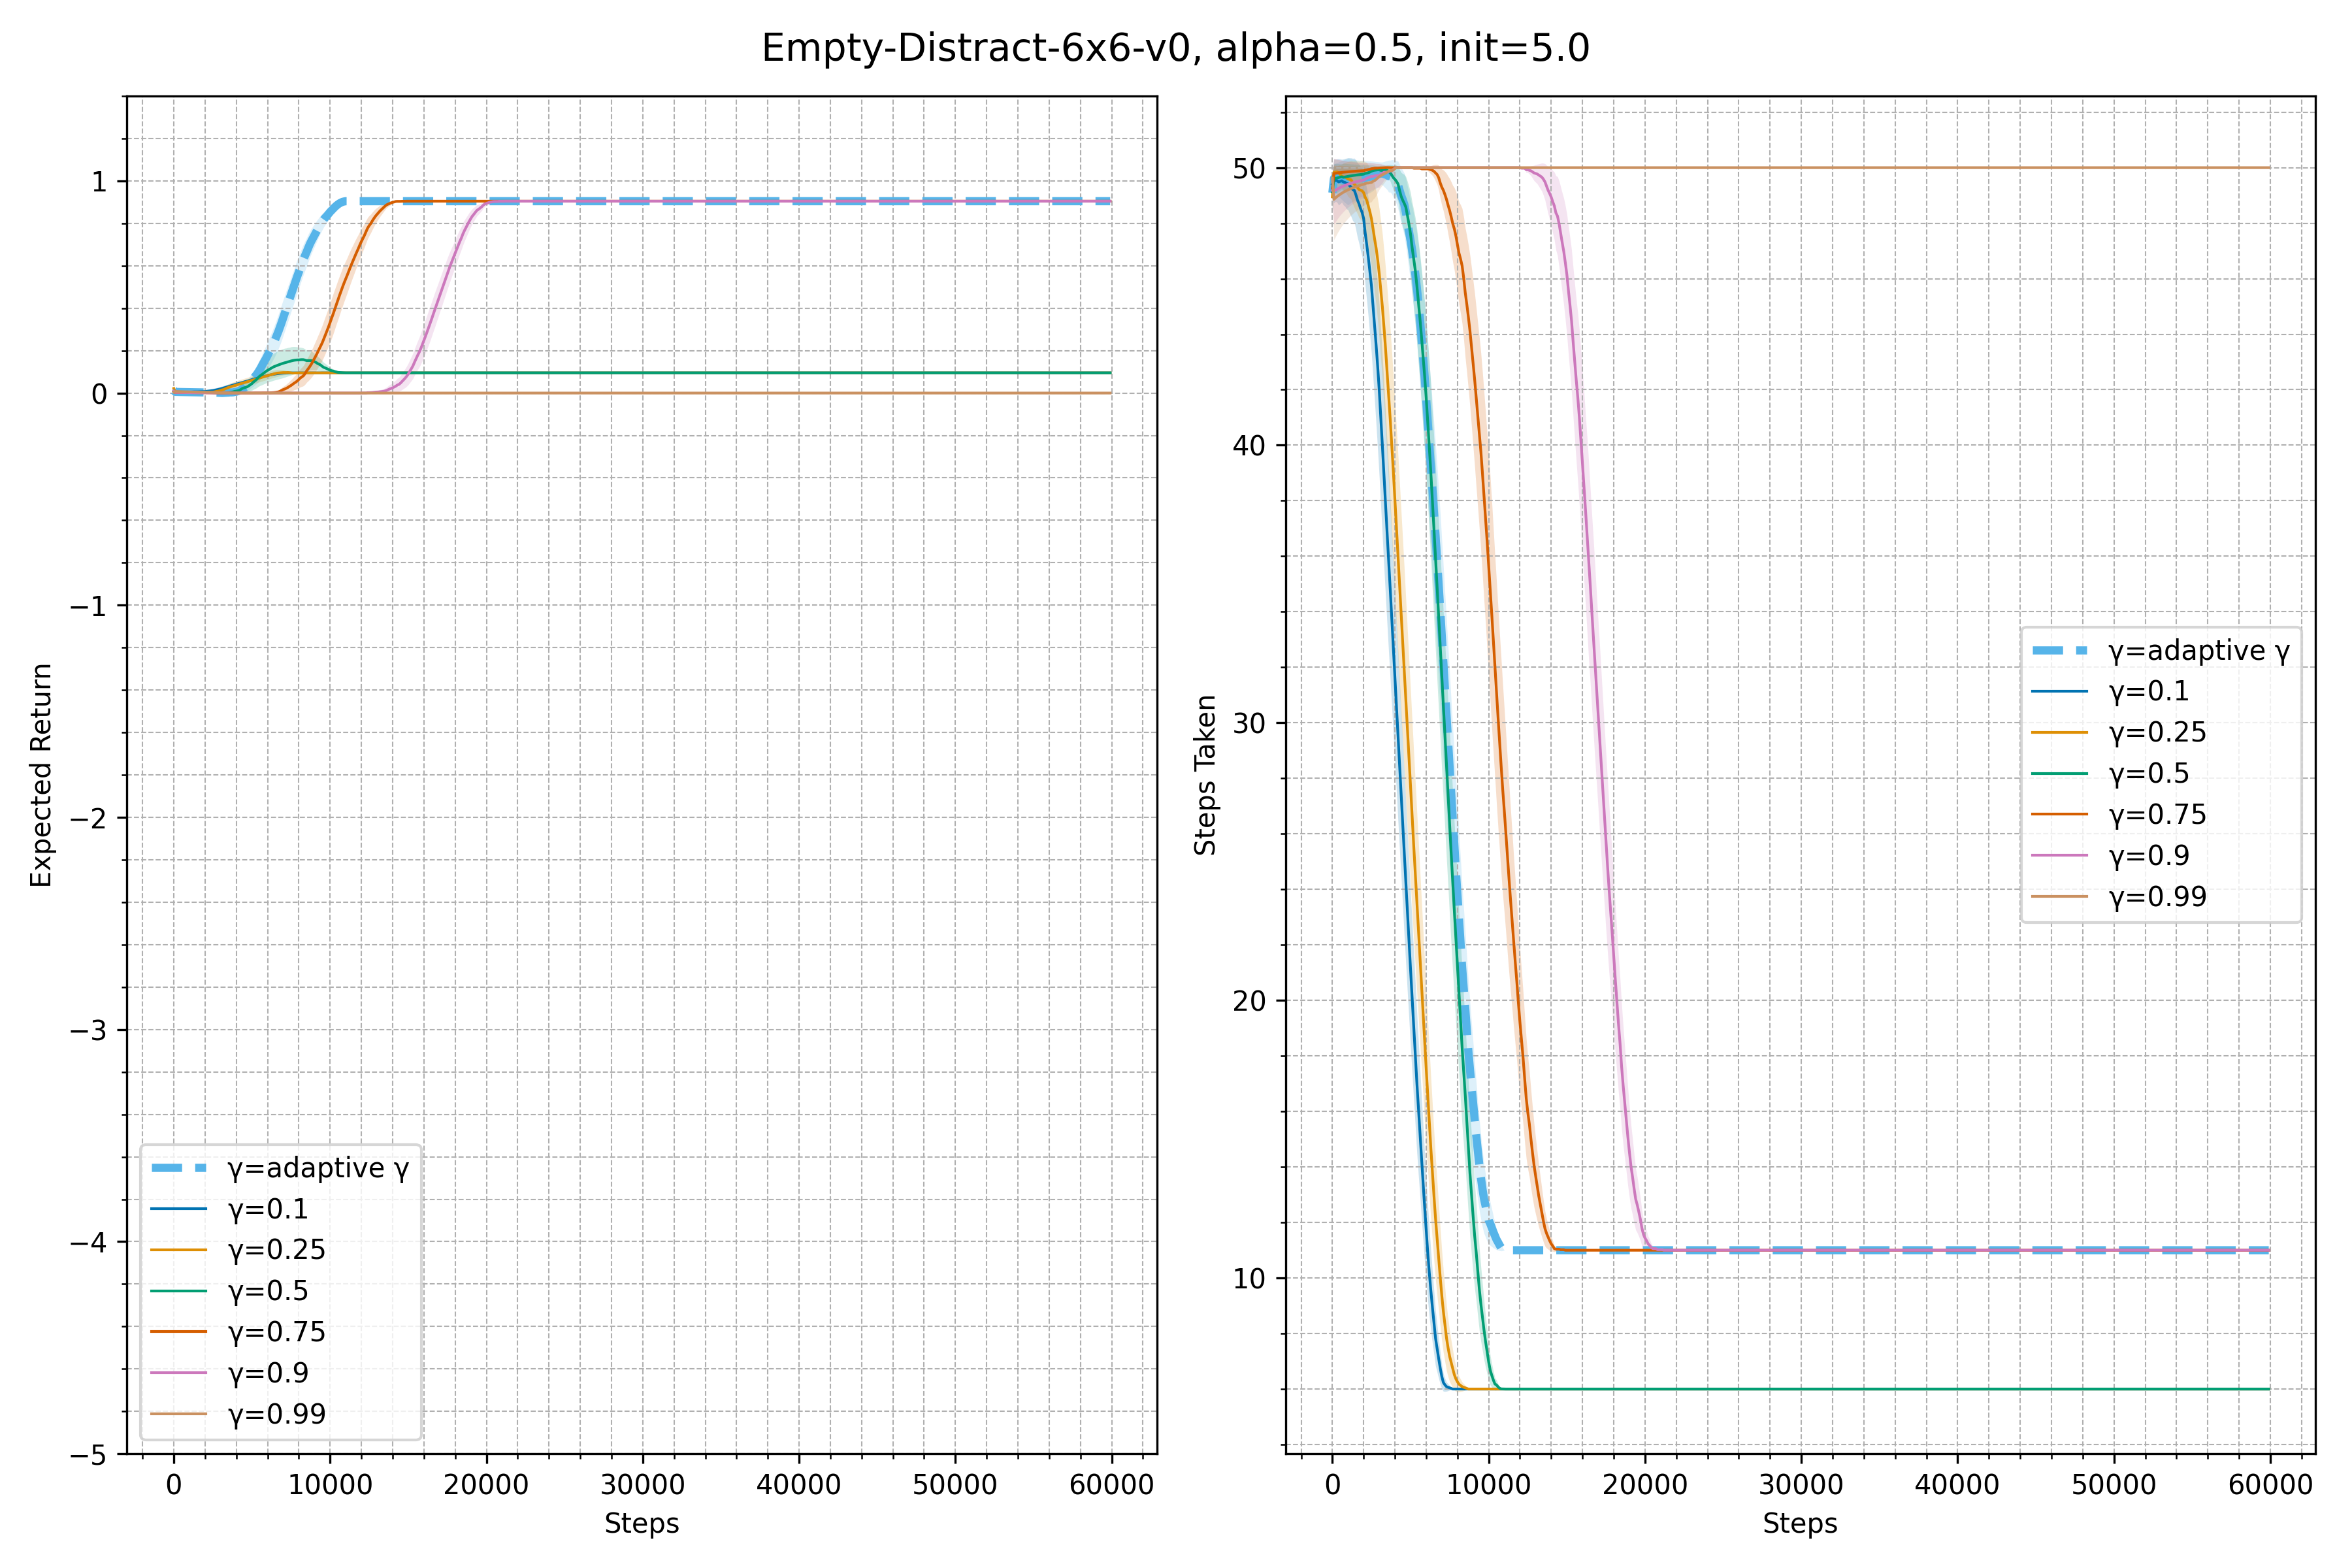 Empty-Distract-6x6-v0, alpha=0.5, init=5.0
Expected Return
1
0
−1
−2
−3
−4
−5
0 10000 20000 30000 40000 50000 60000
Steps
γ=adaptive γ
γ=0.1
γ=0.25
γ=0.5
γ=0.75
γ=0.9
γ=0.99
Steps Taken
50
40
30
20
10
0 10000 20000 30000 40000 50000 60000
Steps
γ=adaptive γ
γ=0.1
γ=0.25
γ=0.5
γ=0.75
γ=0.9
γ=0.99